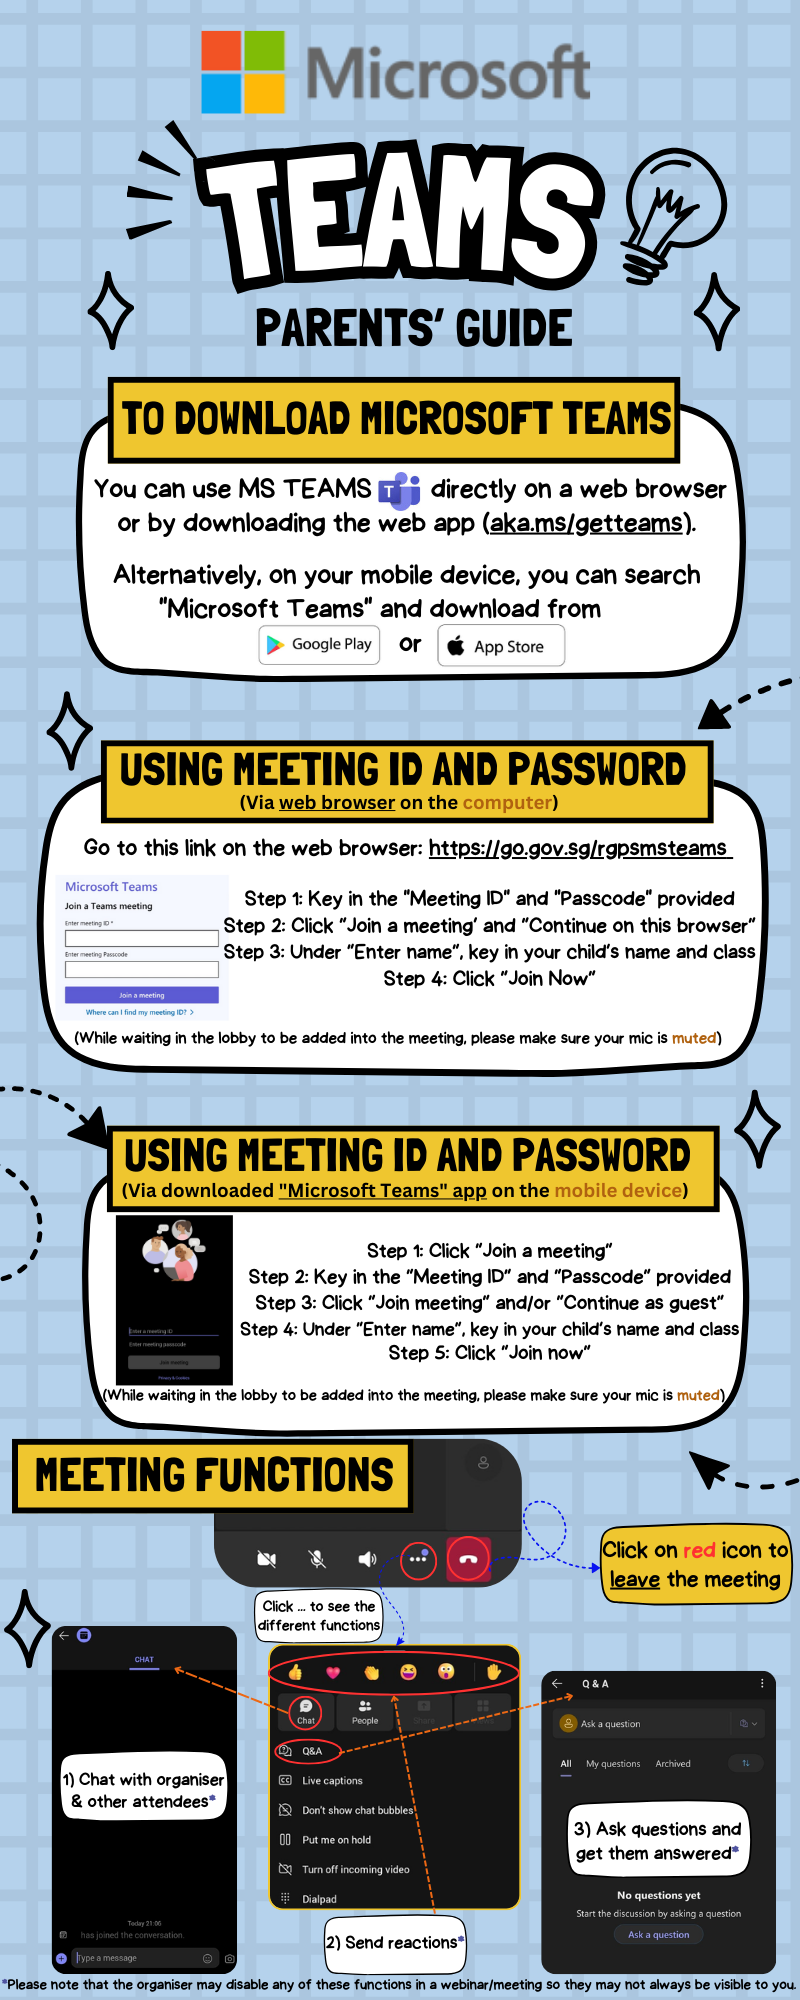 Microsoft
TEAMS
PARENTS' GUIDE
TO DOWNLOAD MICROSOFT TEAMS
You can use MS TEAMS T directly on a web browser
or by downloading the web app (aka.ms/getteams).
Alternatively, on your mobile device, you can search
"Microsoft Teams" and download from
Google Play or App Store
USING MEETING ID AND PASSWORD
(Via web browser on the computer)
Go to this link on the web browser: https://go.gov.sg/rgpsmsteams
Microsoft Teams
Join a Teams meeting
Enter meeting ID *
Enter meeting Passcode
Join a meeting
Where can I find my meeting ID? >
Step 1: Key in the "Meeting ID" and "Passcode" provided
Step 2: Click "Join a meeting' and "Continue on this browser"
Step 3: Under "Enter name", key in your child's name and class
Step 4: Click "Join Now"
(While waiting in the lobby to be added into the meeting, please make sure your mic is muted)
USING MEETING ID AND PASSWORD
(Via downloaded "Microsoft Teams" app on the mobile device)
Enter a meeting ID
Enter meeting passcode
Join meeting
Privacy & Cookies
Step 1: Click "Join a meeting"
Step 2: Key in the "Meeting ID" and "Passcode" provided
Step 3: Click "Join meeting" and/or "Continue as guest"
Step 4: Under "Enter name", key in your child's name and class
Step 5: Click "Join now"
(While waiting in the lobby to be added into the meeting, please make sure your mic is muted)
MEETING FUNCTIONS
Click on red icon to
leave the meeting
Click ... to see the
different functions
CHAT
1) Chat with organiser
& other attendees*
Today 21:06
has joined the conversation.
Type a message
Chat
People
Share
Q&A
Live captions
Don't show chat bubbles
Put me on hold
Turn off incoming video
Dialpad
2) Send reactions*
Q & A
Ask a question
All My questions Archived
3) Ask questions and
get them answered*
No questions yet
Start the discussion by asking a question
Ask a question
*Please note that the organiser may disable any of these functions in a webinar/meeting so they may not always be visible to you.